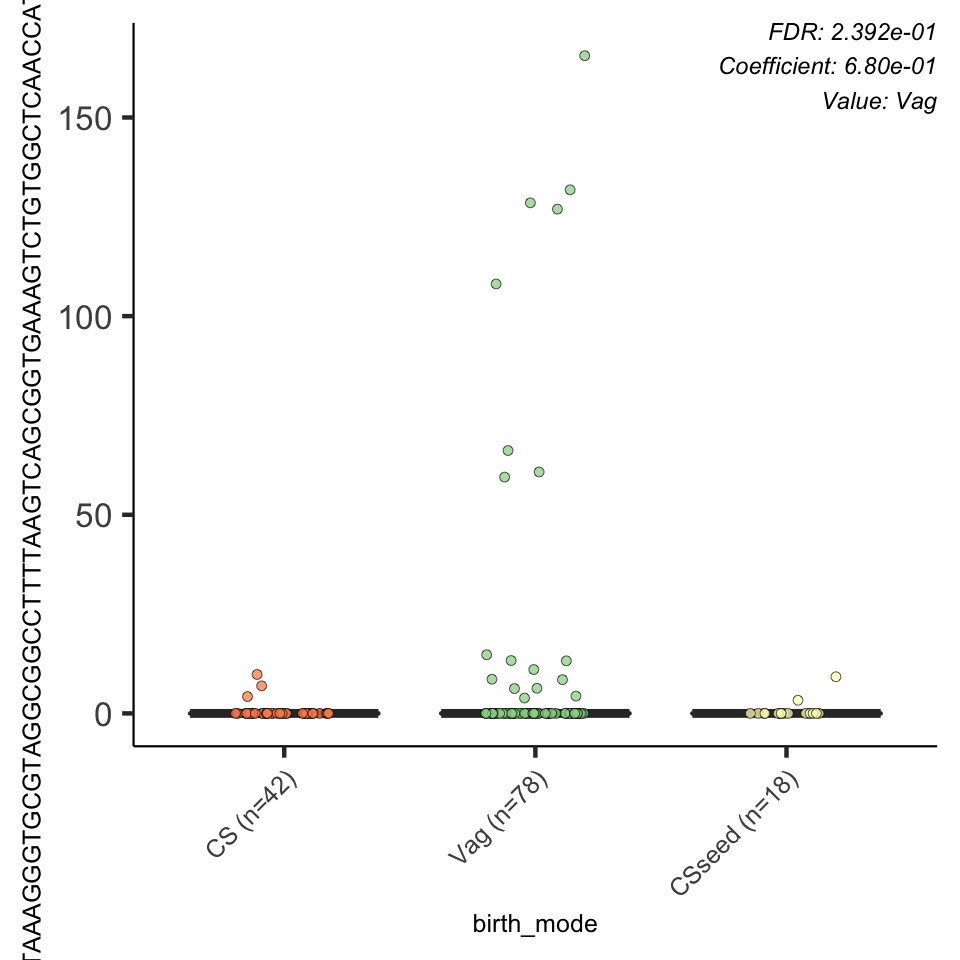 TAAAGGGTGCGTAGGCGGCCTTTTAAGTCAGCGGTGAAAGTCTGTGGCTCAACCAT
FDR: 2.392e-01
Coefficient: 6.80e-01
Value: Vag
150
100
50
0
CS (n=42)
Vag (n=78)
CSseed (n=18)
birth_mode